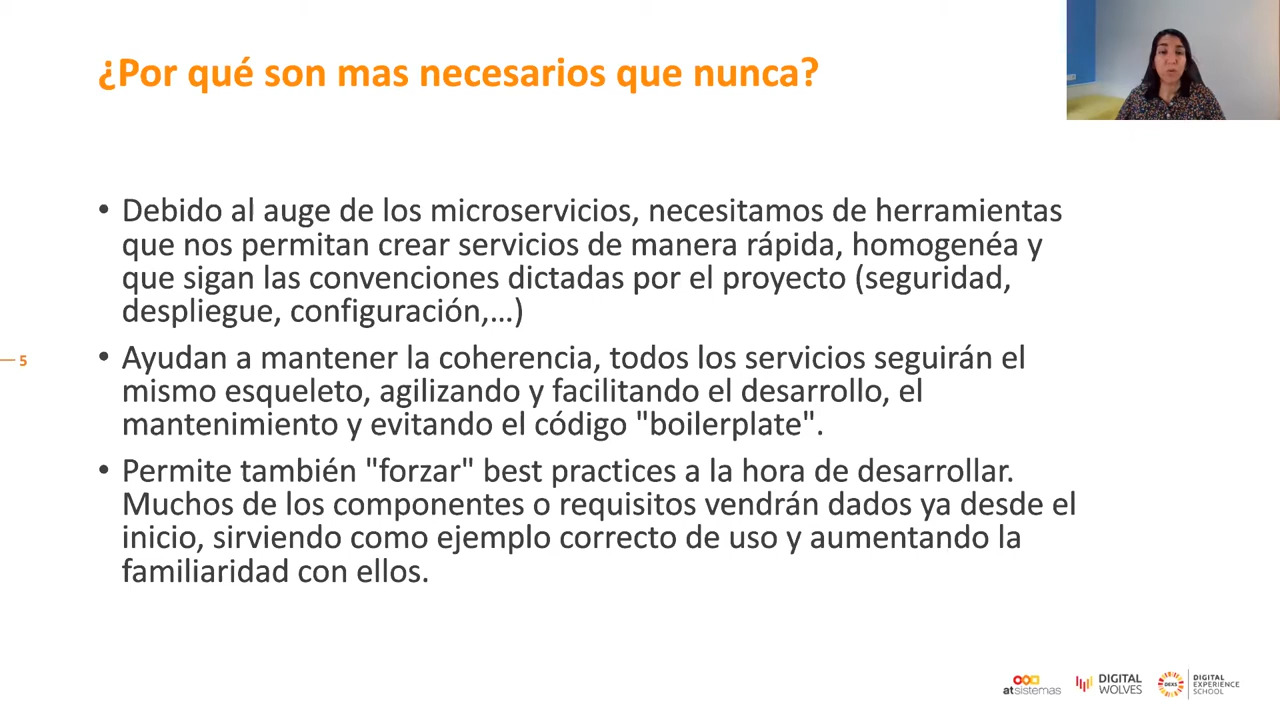 ¿Por qué son mas necesarios que nunca?
• Debido al auge de los microservicios, necesitamos de herramientas
que nos permitan crear servicios de manera rápida, homogenéa y
que sigan las convenciones dictadas por el proyecto (seguridad,
despliegue, configuración,...)
5
• Ayudan a mantener la coherencia, todos los servicios seguirán el
mismo esqueleto, agilizando y facilitando el desarrollo, el
mantenimiento y evitando el código "boilerplate".
• Permite también "forzar" best practices a la hora de desarrollar.
Muchos de los componentes o requisitos vendrán dados ya desde el
inicio, sirviendo como ejemplo correcto de uso y aumentando la
familiaridad con ellos.
atsistemas
DIGITAL
WOLVES
DEXS
DIGITAL
EXPERIENCE
SCHOOL